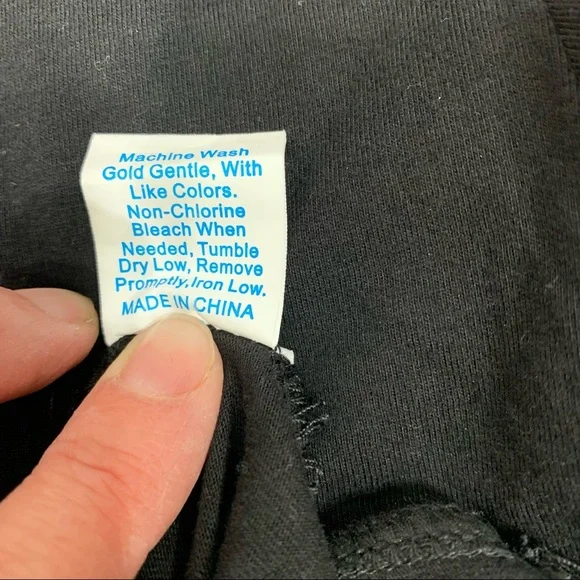 Machine Wash
Gold Gentle, With
Like Colors.
Non-Chlorine
Bleach When
Needed, Tumble
Dry Low, Remove
Promptly,Iron Low.
MADE IN CHINA